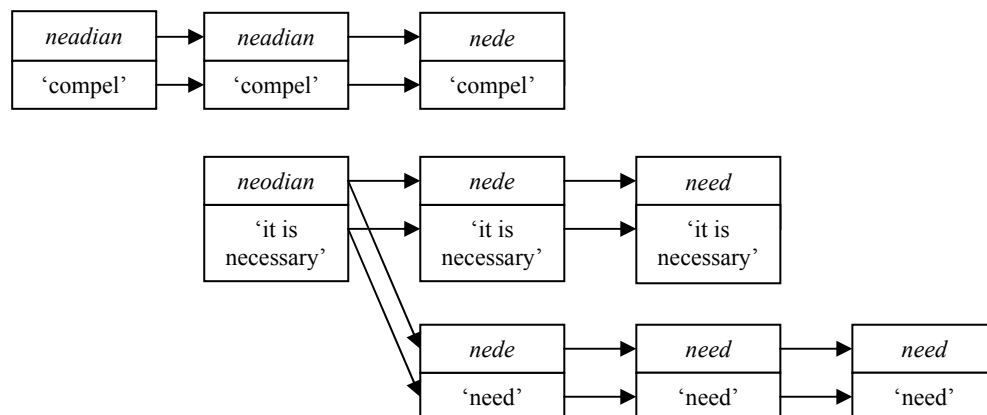 neadian neadian nede
‘compel’ ‘compel’ ‘compel’
neodian nede need
‘it is necessary’ ‘it is necessary’ ‘it is necessary’
nede need need
‘need’ ‘need’ ‘need’